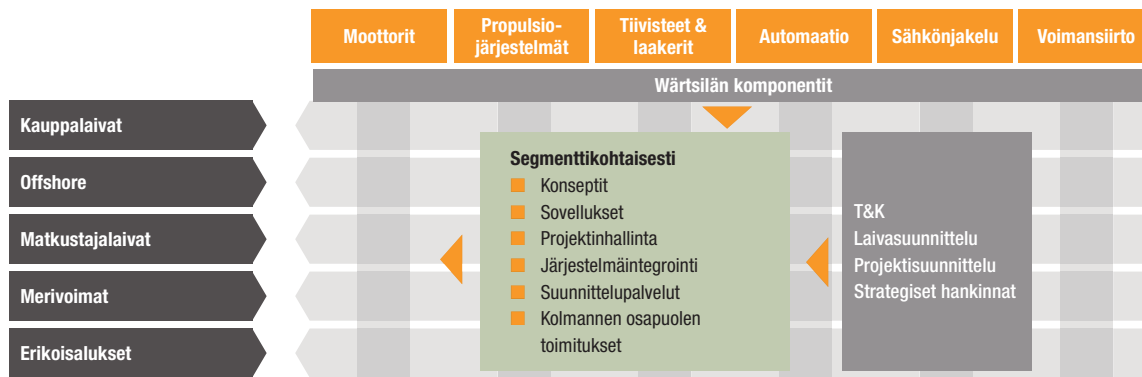 Moottorit
Propulsio-
järjestelmät
Tiivisteet &
laakerit
Automaatio
Sähkönjakelu
Voimansiirto
Wärtsilän komponentit
Kauppalaivat
Offshore
Matkustajalaivat
Merivoimat
Erikoisalukset
Segmenttikohtaisesti
Konseptit
Sovellukset
Projektinhallinta
Järjestelmäintegrointi
Suunnittelupalvelut
Kolmannen osapuolen
toimitukset
T&K
Laivasuunnittelu
Projektisuunnittelu
Strategiset hankinnat